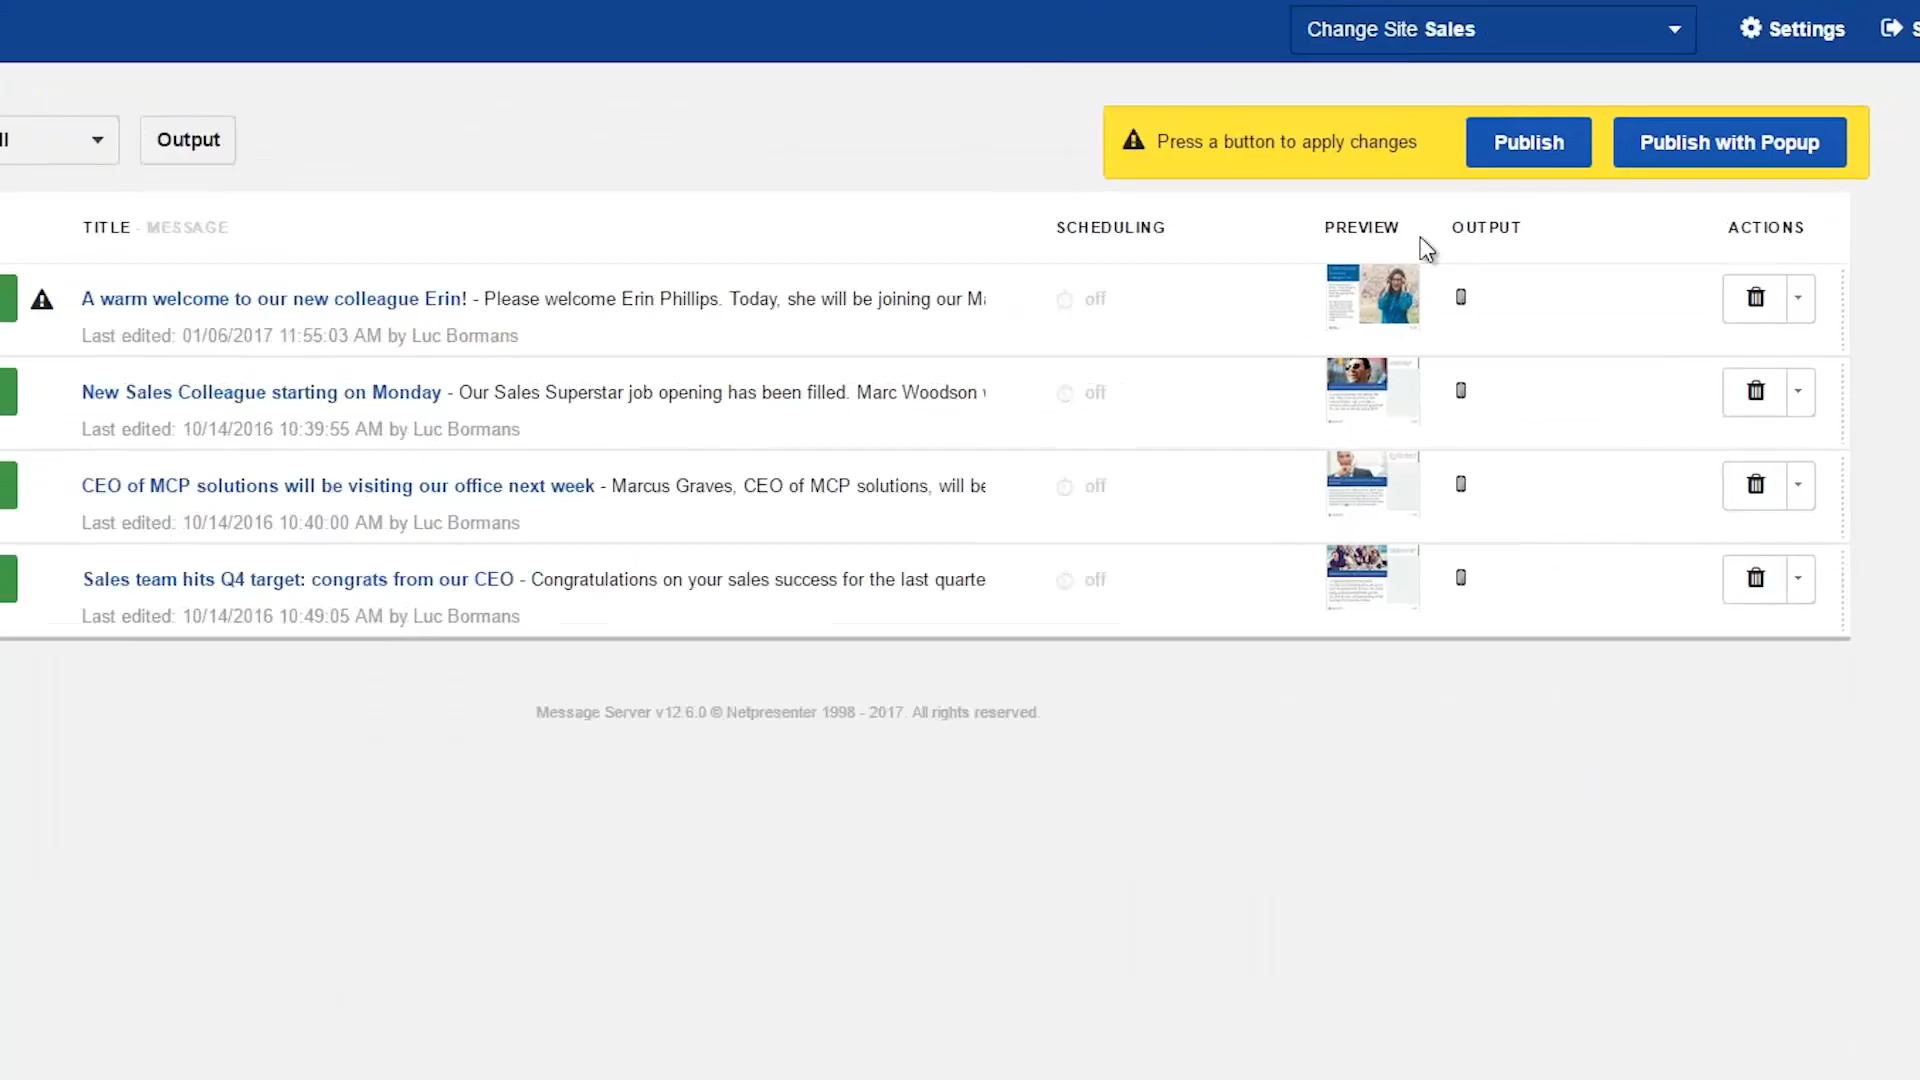 Change Site Sales
Settings
Output
Press a button to apply changes
Publish
Publish with Popup
TITLE - MESSAGE
SCHEDULING
PREVIEW
OUTPUT
ACTIONS
A warm welcome to our new colleague Erin! - Please welcome Erin Phillips. Today, she will be joining our
off
Last edited: 01/06/2017 11:55:03 AM by Luc Bormans
New Sales Colleague starting on Monday - Our Sales Superstar job opening has been filled. Marc Woodson
off
Last edited: 10/14/2016 10:39:55 AM by Luc Bormans
CEO of MCP solutions will be visiting our office next week - Marcus Graves, CEO of MCP solutions, will be
off
Last edited: 10/14/2016 10:40:00 AM by Luc Bormans
Sales team hits Q4 target: congrats from our CEO - Congratulations on your sales success for the last quarte
off
Last edited: 10/14/2016 10:49:05 AM by Luc Bormans
Message Server v12.6.0 © Netpresenter 1998 - 2017. All rights reserved.